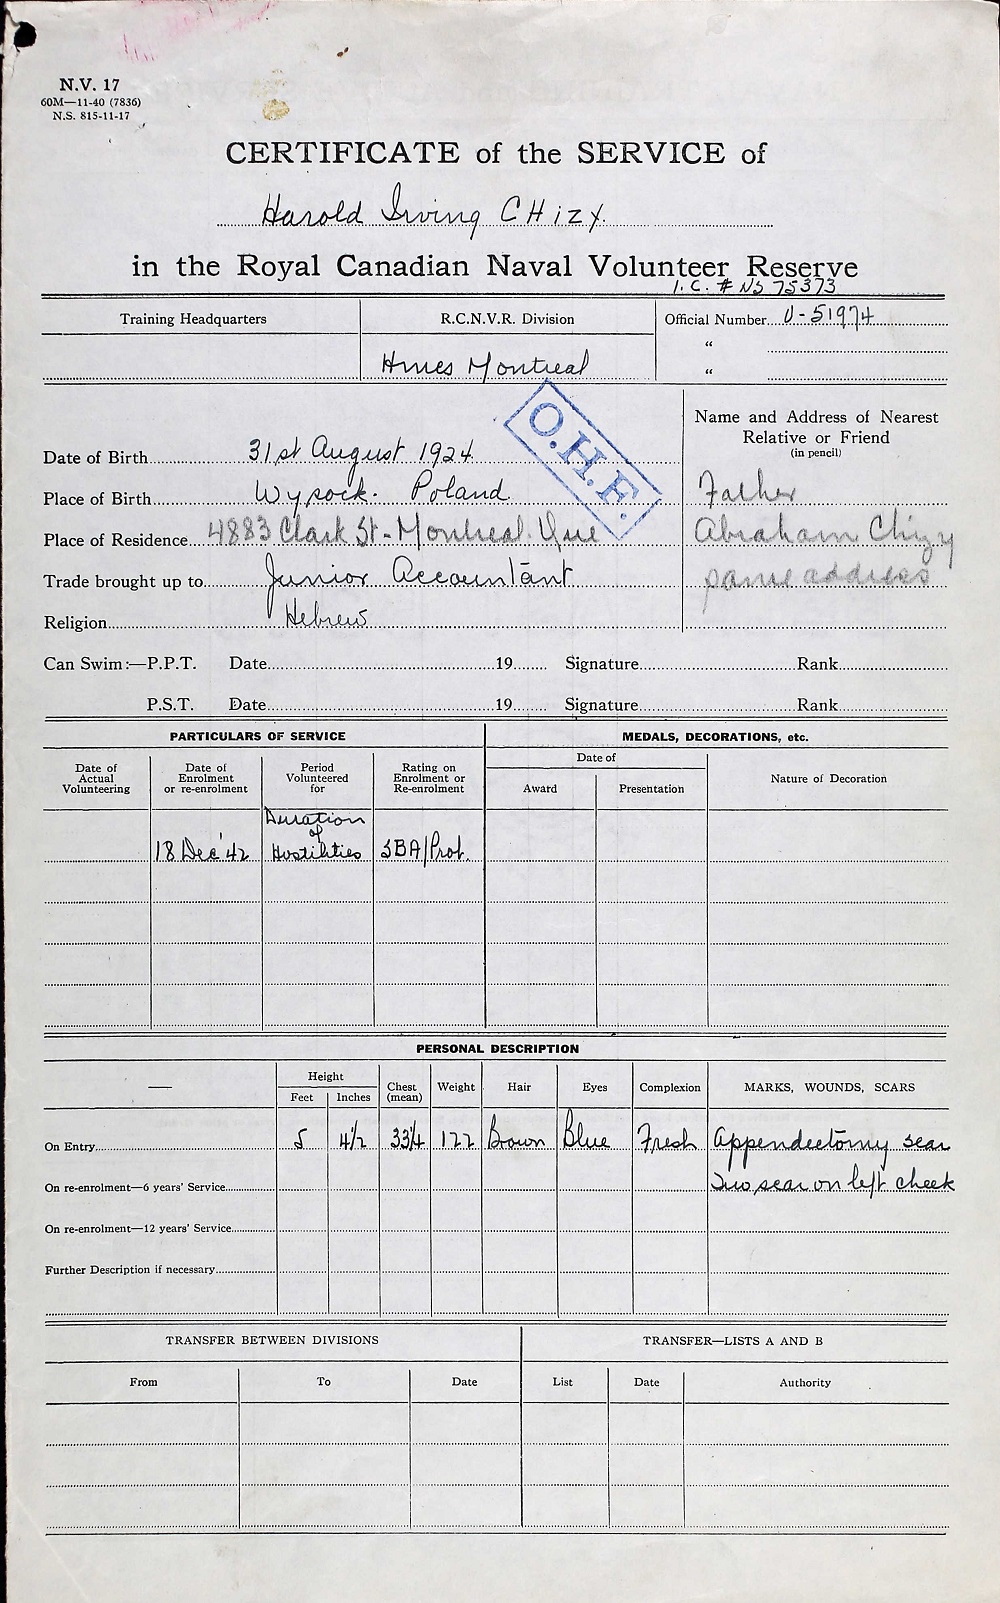 N.V. 17
60M—11-40 (7836)
N.S. 815-11-17
CERTIFICATE of the SERVICE of
Harold Irving CHIZY.
in the Royal Canadian Naval Volunteer Reserve
I.C. # NS 75373
Training Headquarters
R.C.N.V.R. Division
Official Number V-51974
"
"
Hmcs Montreal
O.H.F.
Name and Address of Nearest
Relative or Friend
(in pencil)
Date of Birth 31st August 1924
Place of Birth Wysock. Poland
Father
Place of Residence 4883 Clark St - Montreal. Que
Abraham Chizy
Trade brought up to Junior Accountant
same address
Religion Hebrew
Can Swim:—P.P.T. Date 19 Signature Rank
P.S.T. Date 19 Signature Rank
PARTICULARS OF SERVICE
MEDALS, DECORATIONS, etc.
Date of Actual Volunteering
Date of Enrolment or re-enrolment
Period Volunteered for
Rating on Enrolment or Re-enrolment
Date of
Award
Presentation
Nature of Decoration
18 Dec '42 Duration of Hostilities SBA/Prob.
PERSONAL DESCRIPTION
—
Height
Feet
Inches
Chest (mean)
Weight
Hair
Eyes
Complexion
MARKS, WOUNDS, SCARS
On Entry 5 4½ 33¼ 122 Brown Blue Fresh Appendectomy scar
On re-enrolment—6 years' Service Two scar on left cheek
On re-enrolment—12 years' Service
Further Description if necessary
TRANSFER BETWEEN DIVISIONS
TRANSFER—LISTS A AND B
From To Date List Date Authority